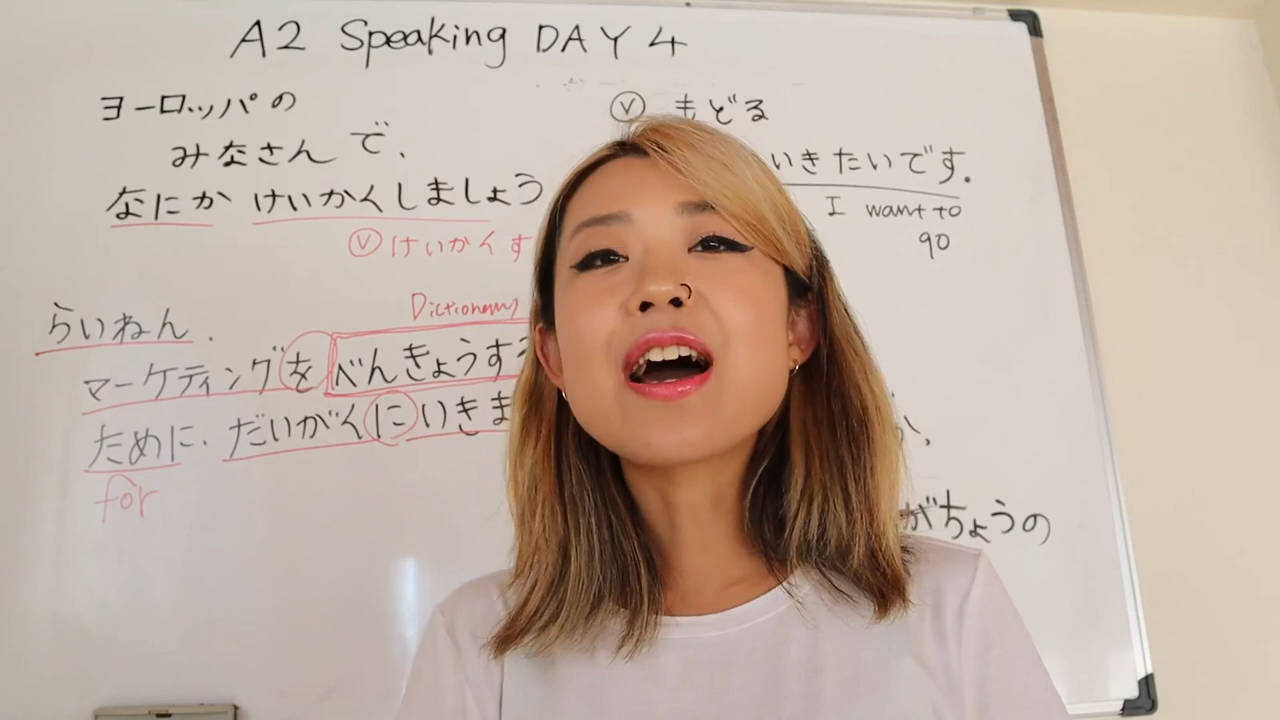 A2 Speaking DAY 4
ヨーロッパの
みなさんで、
なにか けいかくしましょう
Ⓥ けいかくす
らいねん、
Dictionary
マーケティングを べんきょうする
ために、だいがくに いきま
for
Ⓥ もどる
いきたいです。
I want to
go
がちょうの